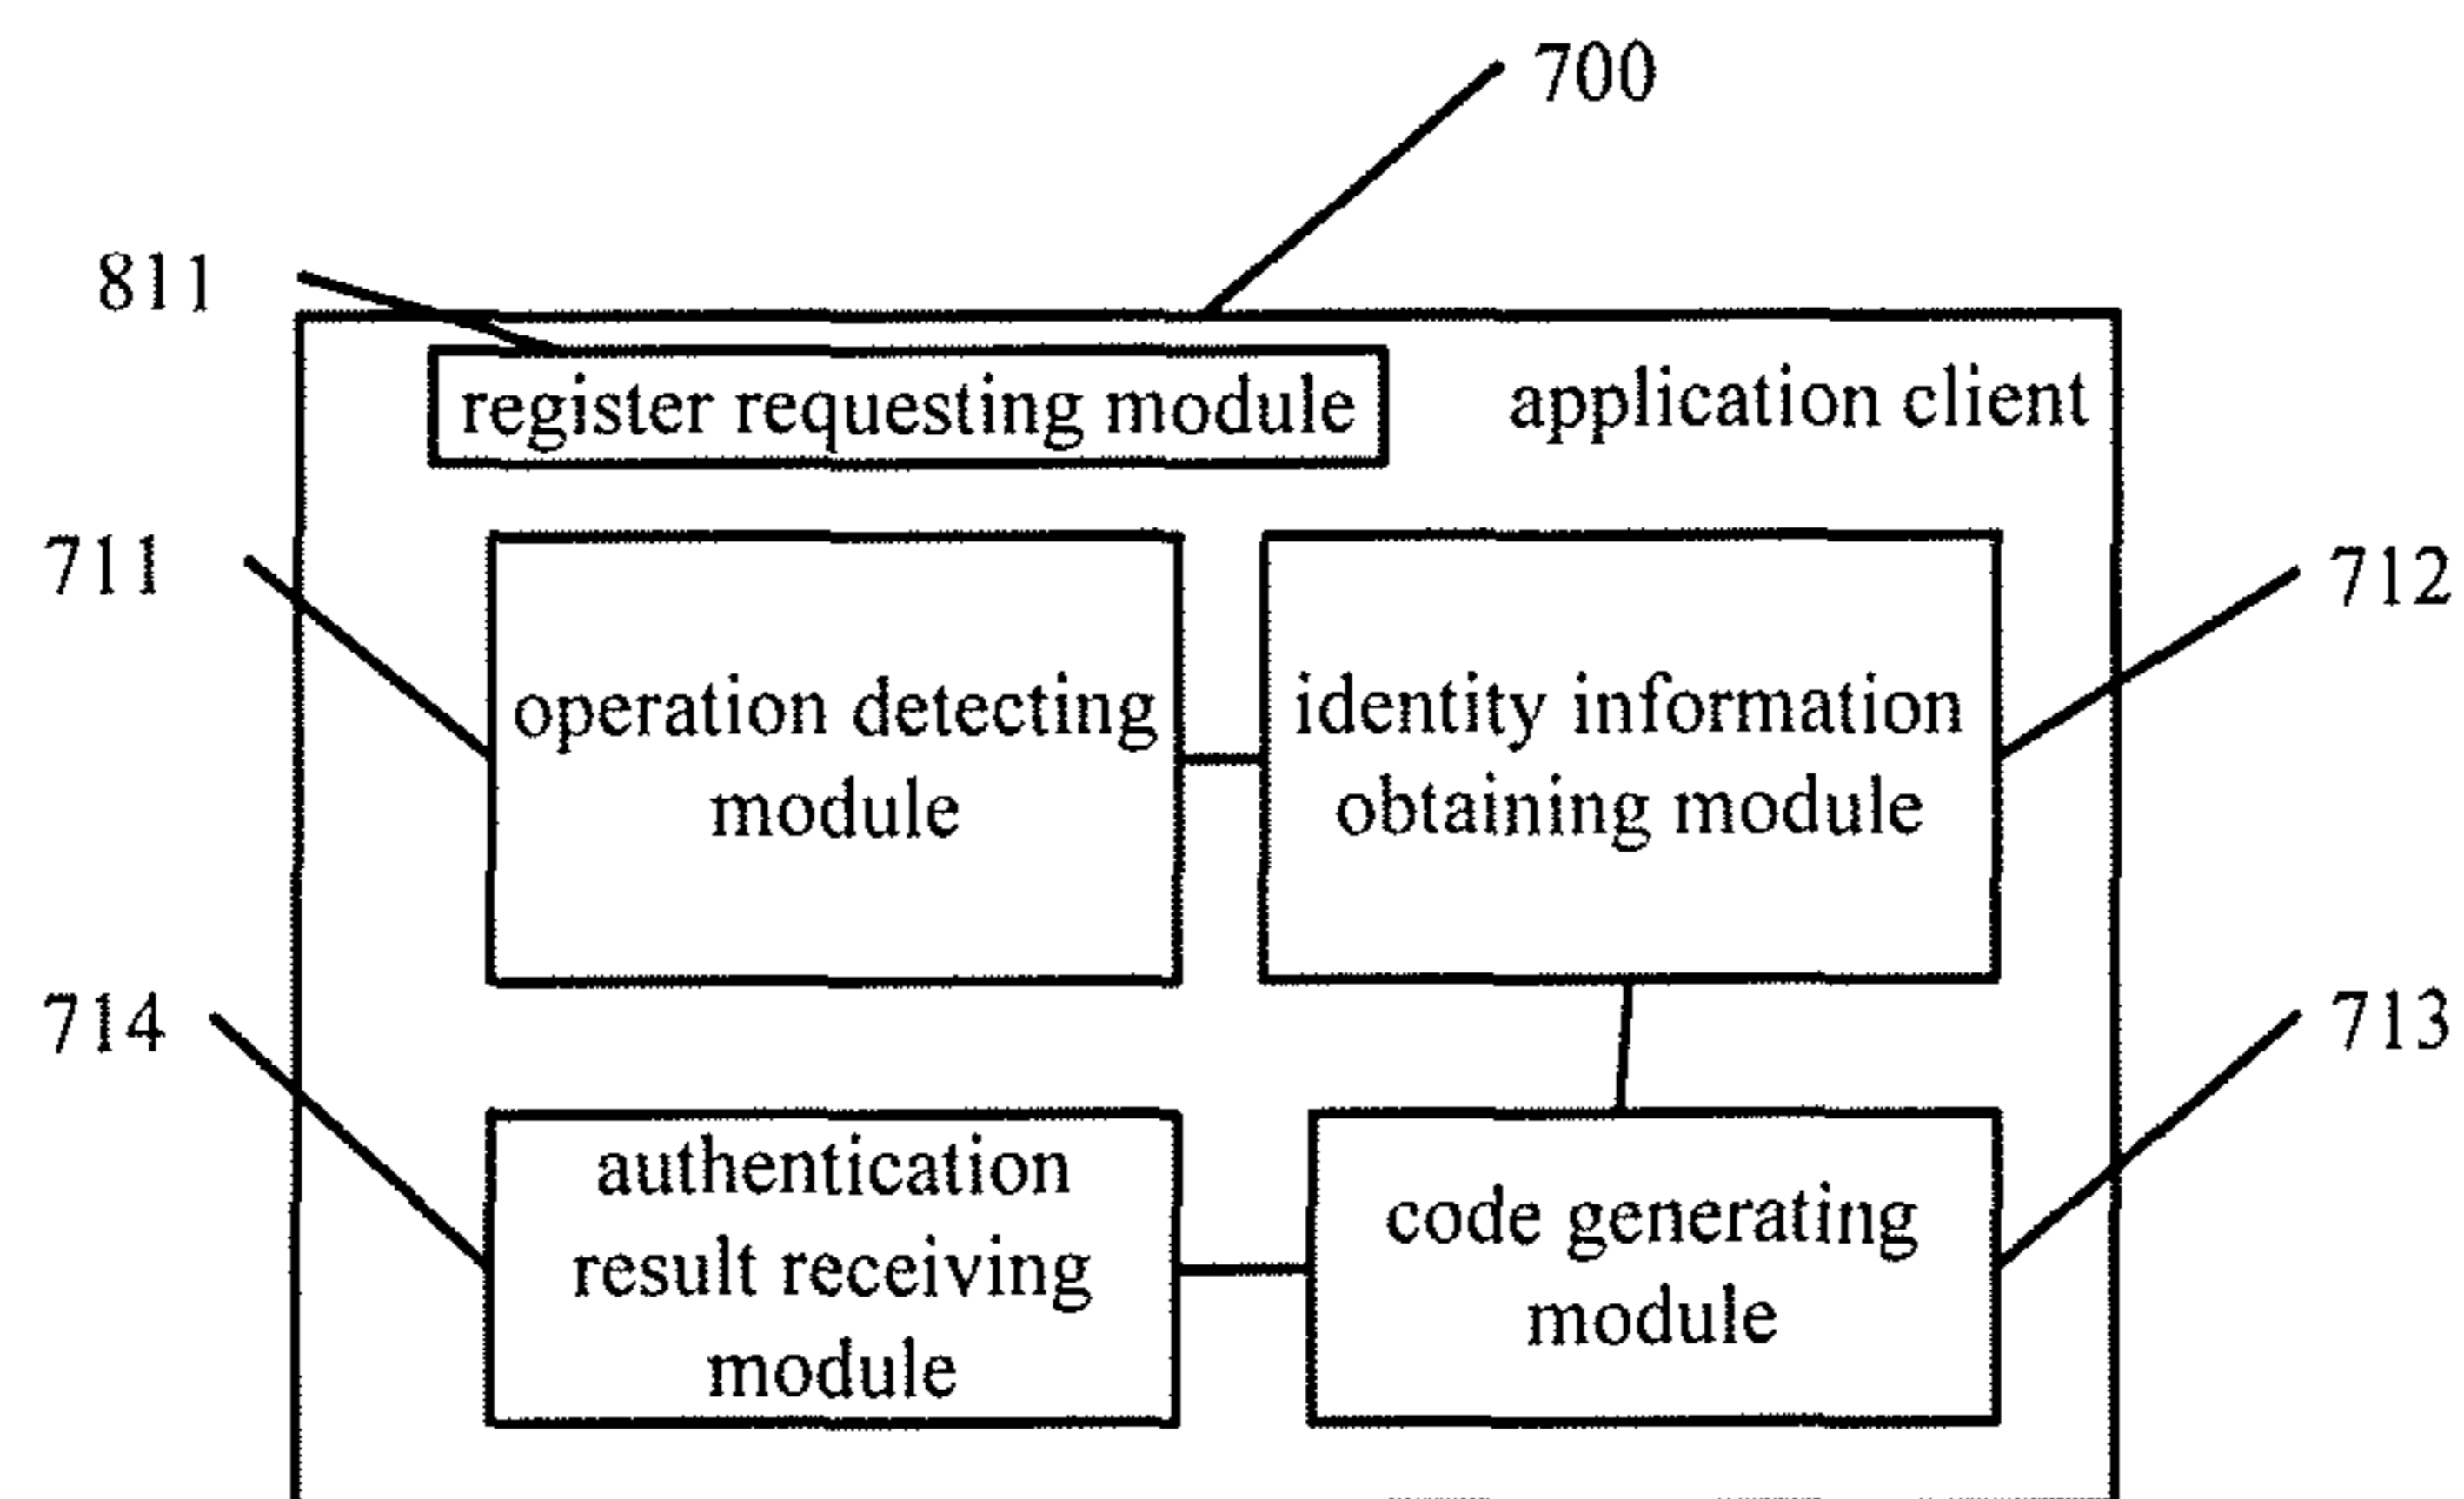 700
811
register requesting module
application client
711
operation detecting
module
identity information
obtaining module
712
714
authentication
result receiving
module
code generating
module
713